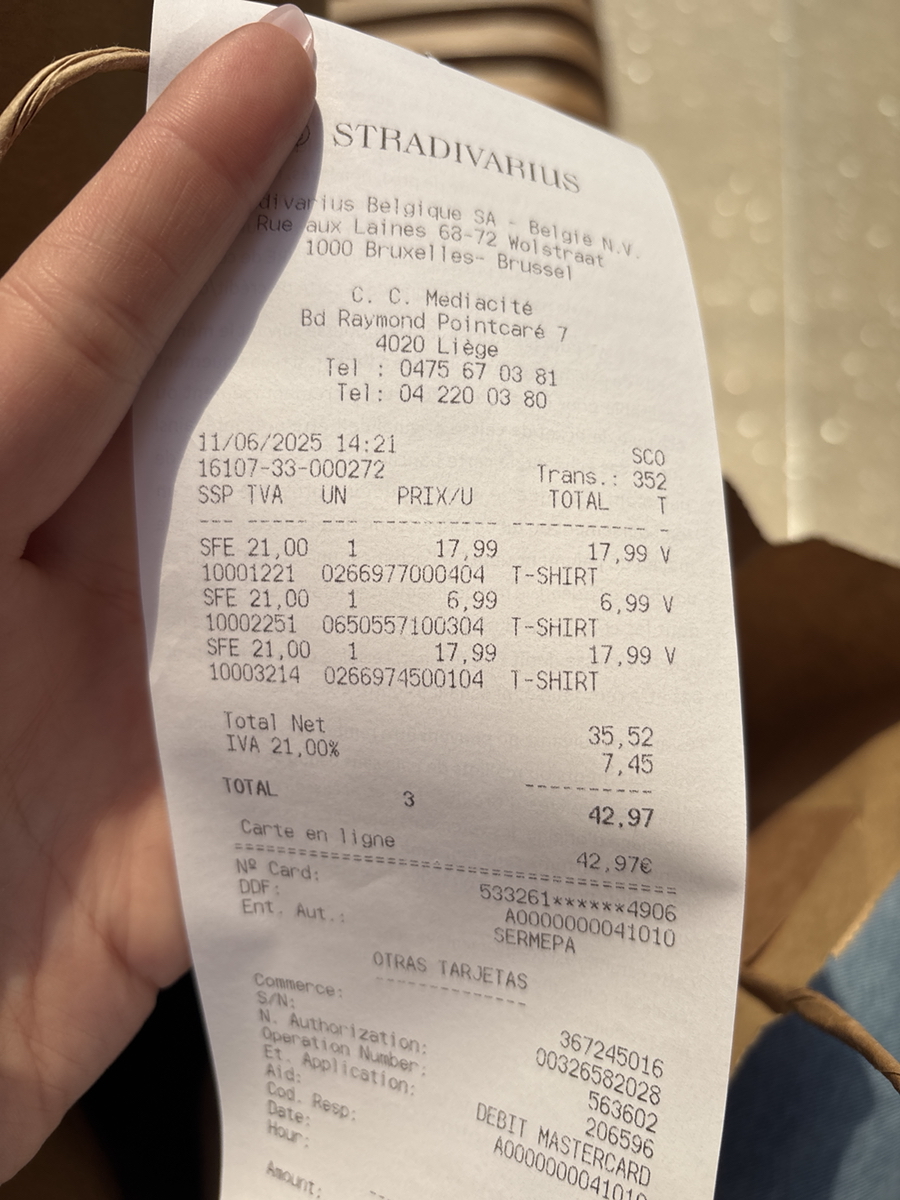 STRADIVARIUS
divarius Belgique SA - België N.V.
Rue aux Laines 68-72 Wolstraat
1000 Bruxelles- Brussel
C. C. Mediacité
Bd Raymond Pointcaré 7
4020 Liège
Tel : 0475 67 03 81
Tel: 04 220 03 80
11/06/2025 14:21 SCO
16107-33-000272 Trans.: 352
SSP TVA UN PRIX/U TOTAL T
--- ----- --- ---------- ----------- -
SFE 21,00 1 17,99 17,99 V
10001221 0266977000404 T-SHIRT
SFE 21,00 1 6,99 6,99 V
10002251 0650557100304 T-SHIRT
SFE 21,00 1 17,99 17,99 V
10003214 0266974500104 T-SHIRT
Total Net 35,52
IVA 21,00% 7,45
----------
TOTAL 3 42,97
Carte en ligne 42,97€
========================================
Nº Card: 533261******4906
DDF: A0000000041010
Ent. Aut.: SERMEPA
OTRAS TARJETAS
--------------
Commerce: 367245016
S/N: 00326582028
N. Authorization: 563602
Operation Number: 206596
Et. Application: DEBIT MASTERCARD
Aid: A0000000041010
Cod. Resp:
Date:
Hour:
Amount: